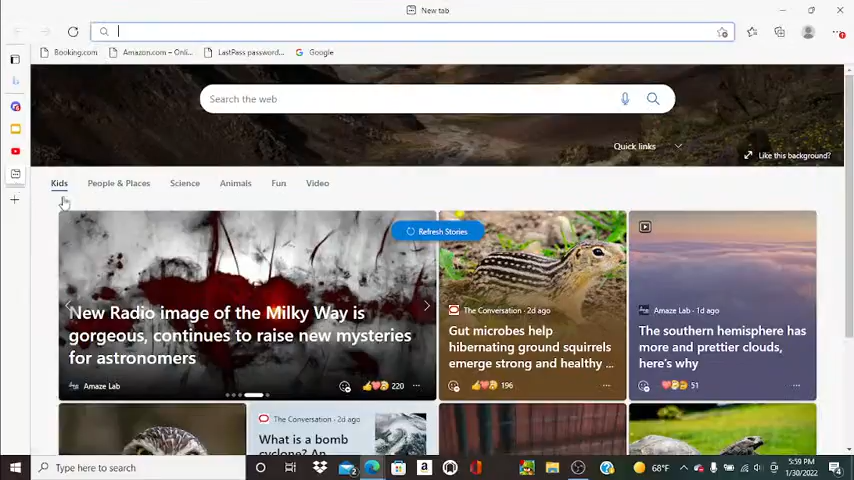 New tab
Booking.com
Amazon.com – Onli...
LastPass password...
Google
Search the web
Quick links
Like this background?
Kids
People & Places
Science
Animals
Fun
Video
Refresh Stories
New Radio image of the Milky Way is
gorgeous, continues to raise new mysteries
for astronomers
Amaze Lab
220
The Conversation · 2d ago
Gut microbes help
hibernating ground squirrels
emerge strong and healthy ...
196
Amaze Lab · 1d ago
The southern hemisphere has
more and prettier clouds,
here's why
51
The Conversation · 2d ago
What is a bomb
cyclone? An
Type here to search
68°F
5:59 PM
1/30/2022
4